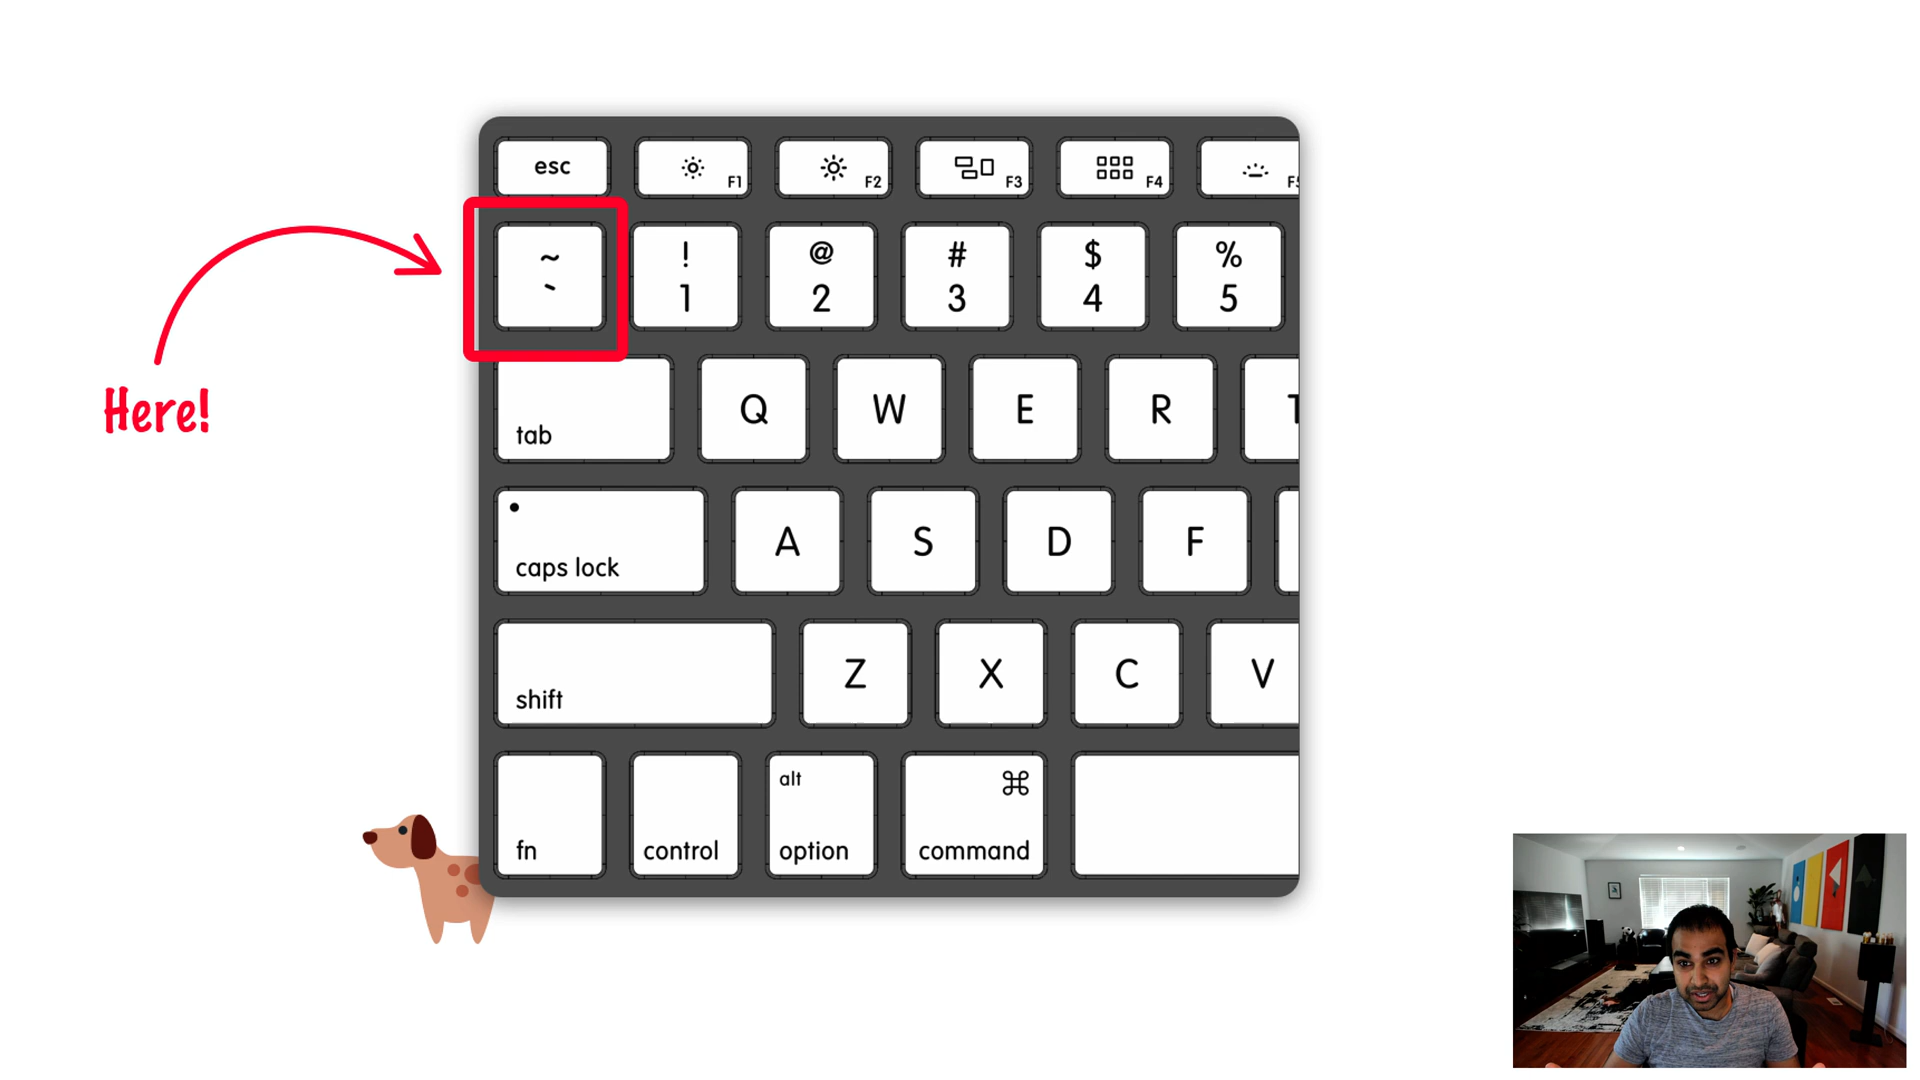 esc
F1
F2
F3
F4
F5
~
`
!
1
@
2
#
3
$
4
%
5
Here!
tab
Q
W
E
R
T
caps lock
A
S
D
F
shift
Z
X
C
V
fn
control
alt
option
⌘
command